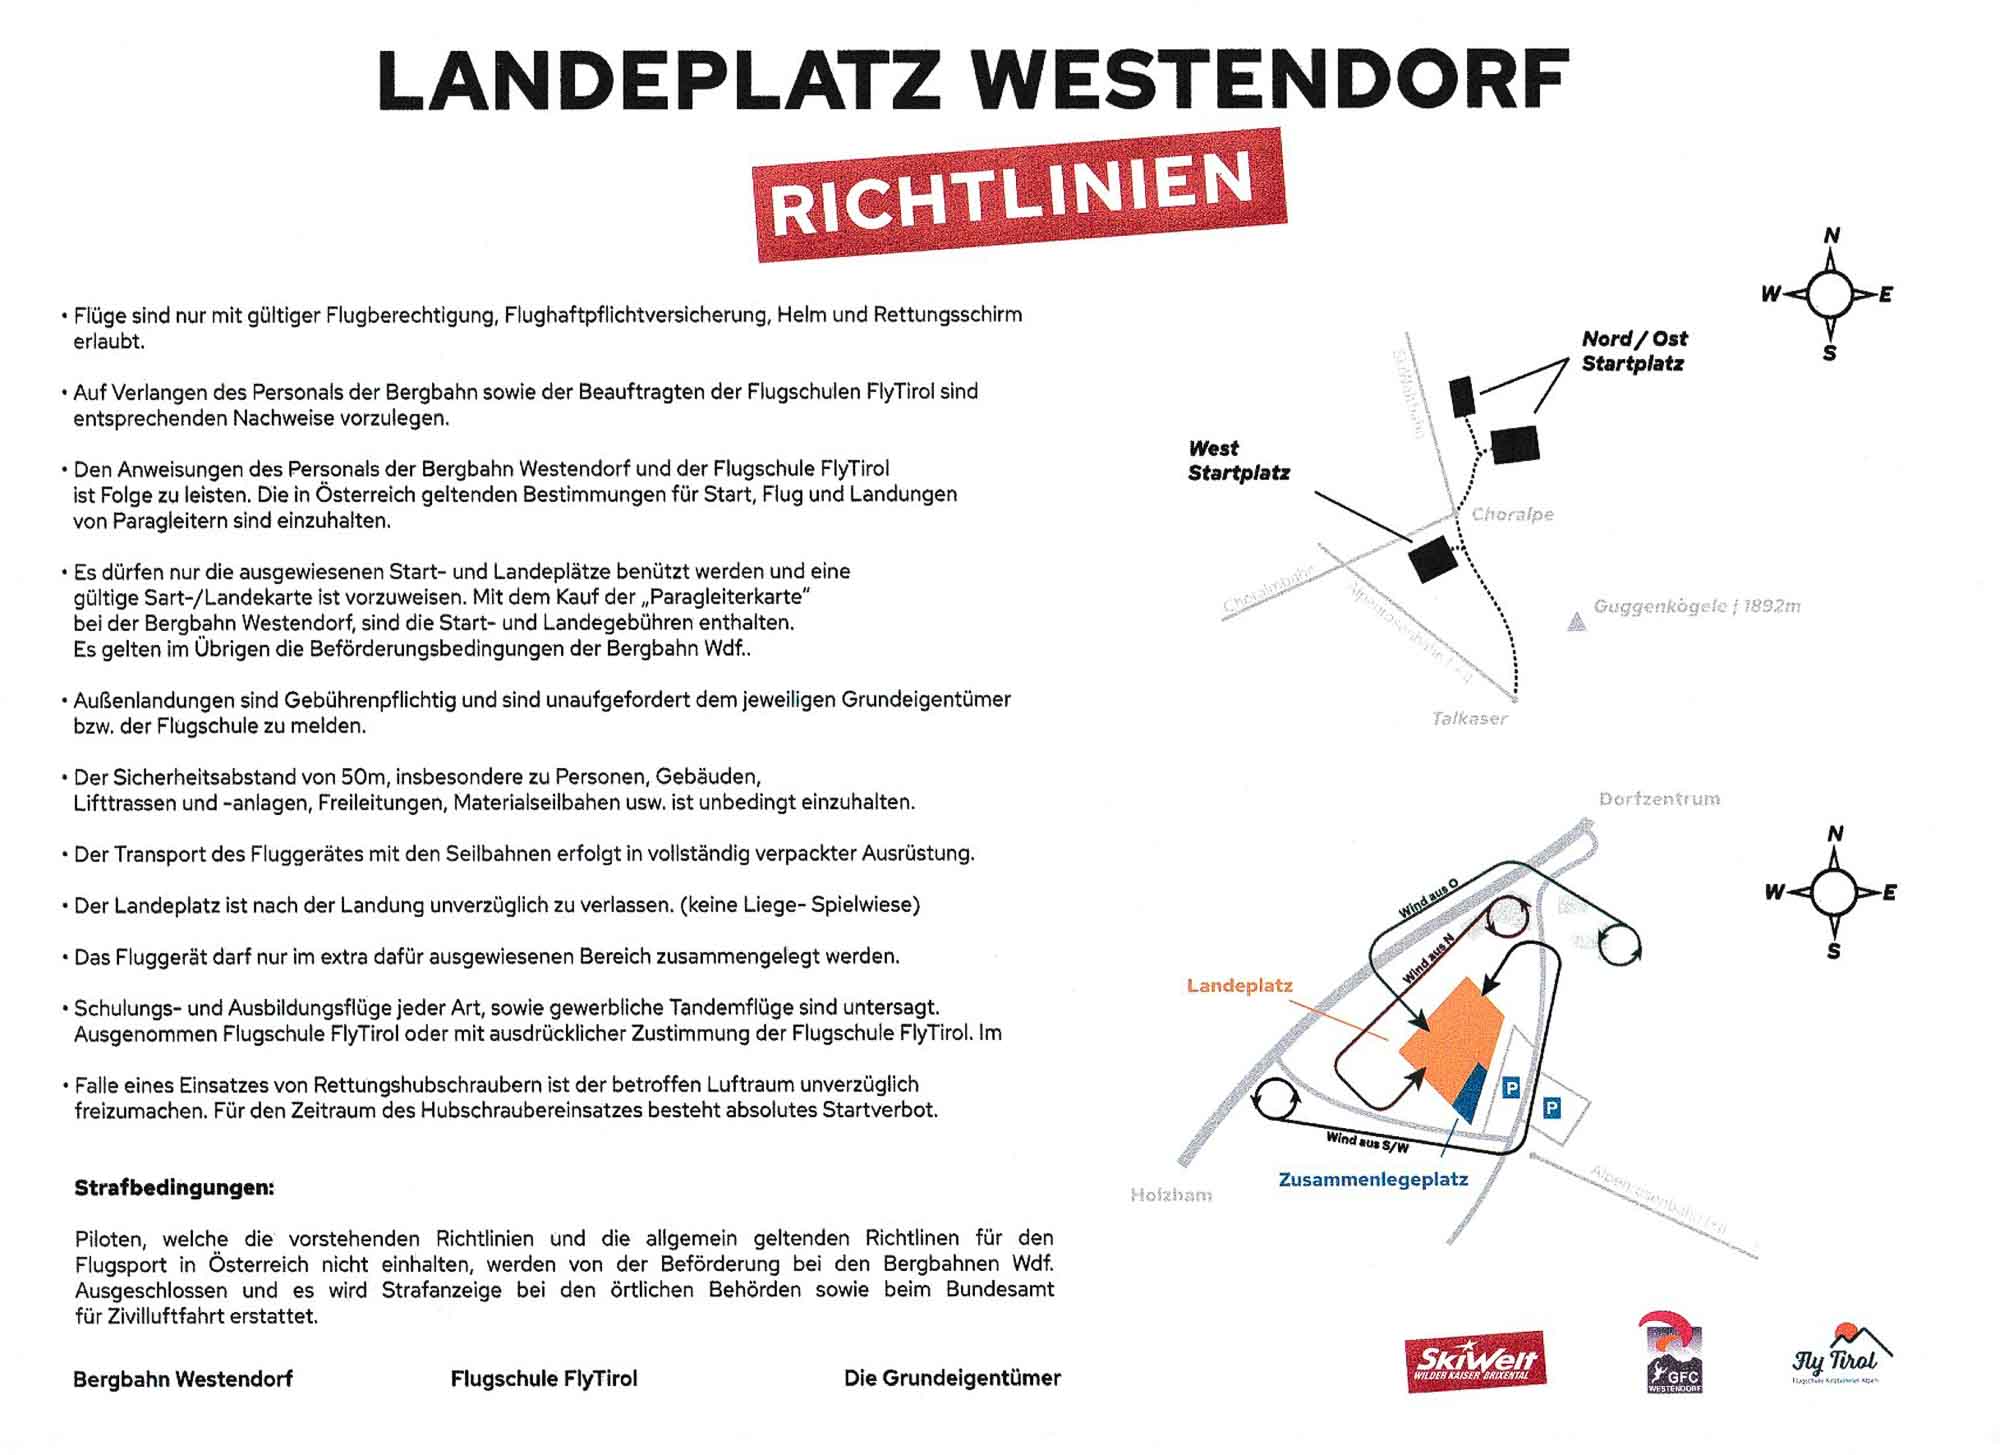 LANDEPLATZ WESTENDORF
RICHTLINIEN
• Flüge sind nur mit gültiger Flugberechtigung, Flughaftpflichtversicherung, Helm und Rettungsschirm
erlaubt.
• Auf Verlangen des Personals der Bergbahn sowie der Beauftragten der Flugschulen FlyTirol sind
entsprechenden Nachweise vorzulegen.
• Den Anweisungen des Personals der Bergbahn Westendorf und der Flugschule FlyTirol
ist Folge zu leisten. Die in Österreich geltenden Bestimmungen für Start, Flug und Landungen
von Paragleitern sind einzuhalten.
• Es dürfen nur die ausgewiesenen Start- und Landeplätze benützt werden und eine
gültige Sart-/Landekarte ist vorzuweisen. Mit dem Kauf der „Paragleiterkarte“
bei der Bergbahn Westendorf, sind die Start- und Landegebühren enthalten.
Es gelten im Übrigen die Beförderungsbedingungen der Bergbahn Wdf..
• Außenlandungen sind Gebührenpflichtig und sind unaufgefordert dem jeweiligen Grundeigentümer
bzw. der Flugschule zu melden.
• Der Sicherheitsabstand von 50m, insbesondere zu Personen, Gebäuden,
Lifttrassen und -anlagen, Freileitungen, Materialseilbahen usw. ist unbedingt einzuhalten.
• Der Transport des Fluggerätes mit den Seilbahnen erfolgt in vollständig verpackter Ausrüstung.
• Der Landeplatz ist nach der Landung unverzüglich zu verlassen. (keine Liege- Spielwiese)
• Das Fluggerät darf nur im extra dafür ausgewiesenen Bereich zusammengelegt werden.
• Schulungs- und Ausbildungsflüge jeder Art, sowie gewerbliche Tandemflüge sind untersagt.
Ausgenommen Flugschule FlyTirol oder mit ausdrücklicher Zustimmung der Flugschule FlyTirol. Im
• Falle eines Einsatzes von Rettungshubschraubern ist der betroffen Luftraum unverzüglich
freizumachen. Für den Zeitraum des Hubschraubereinsatzes besteht absolutes Startverbot.
Strafbedingungen:
Piloten, welche die vorstehenden Richtlinien und die allgemein geltenden Richtlinen für den
Flugsport in Österreich nicht einhalten, werden von der Beförderung bei den Bergbahnen Wdf.
Ausgeschlossen und es wird Strafanzeige bei den örtlichen Behörden sowie beim Bundesamt
für Zivilluftfahrt erstattet.
Bergbahn Westendorf
Flugschule FlyTirol
Die Grundeigentümer
N
W E
S
Nord / Ost
Startplatz
West
Startplatz
Choralpe
Choralmbahn
Alpenrosenbahn I + II
Guggenkögele | 1892m
Talkaser
Dorfzentrum
N
W E
S
Wind aus O
Wind aus N
Landeplatz
P
P
Wind aus S/W
Zusammenlegeplatz
Holzham
Alpenrosenbahn I+II
SkiWelt
WILDER KAISER BRIXENTAL
GFC
WESTENDORF
Fly Tirol
Flugschule Kitzbüheler Alpen